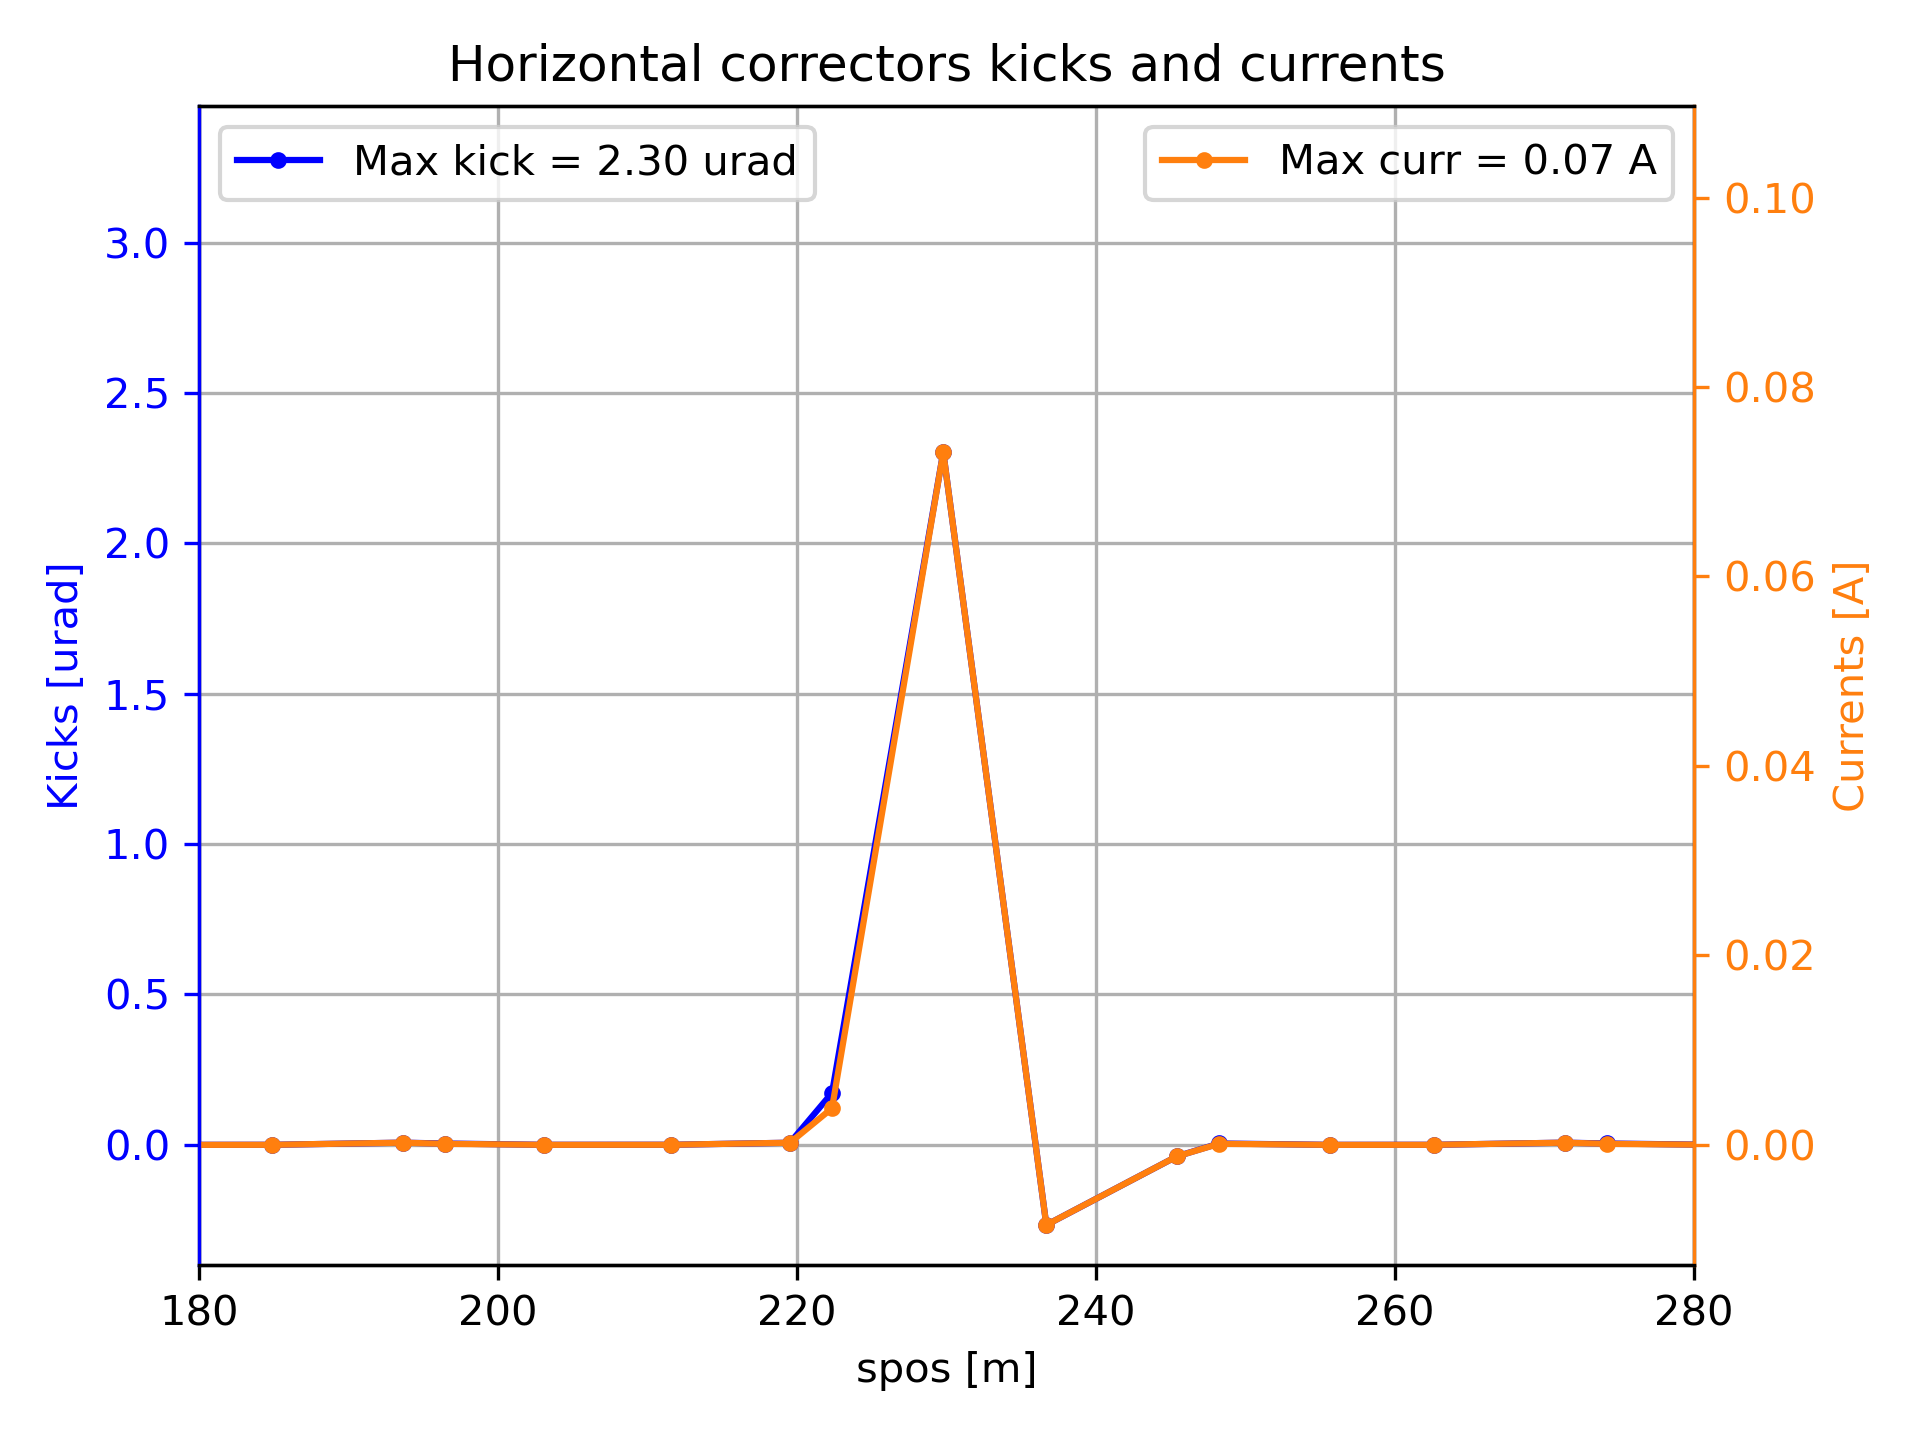 Horizontal correctors kicks and currents
Max kick = 2.30 urad
Max curr = 0.07 A
Kicks [urad]
3.0
2.5
2.0
1.5
1.0
0.5
0.0
0.10
0.08
0.06
0.04
0.02
0.00
Currents [A]
180 200 220 240 260 280
spos [m]